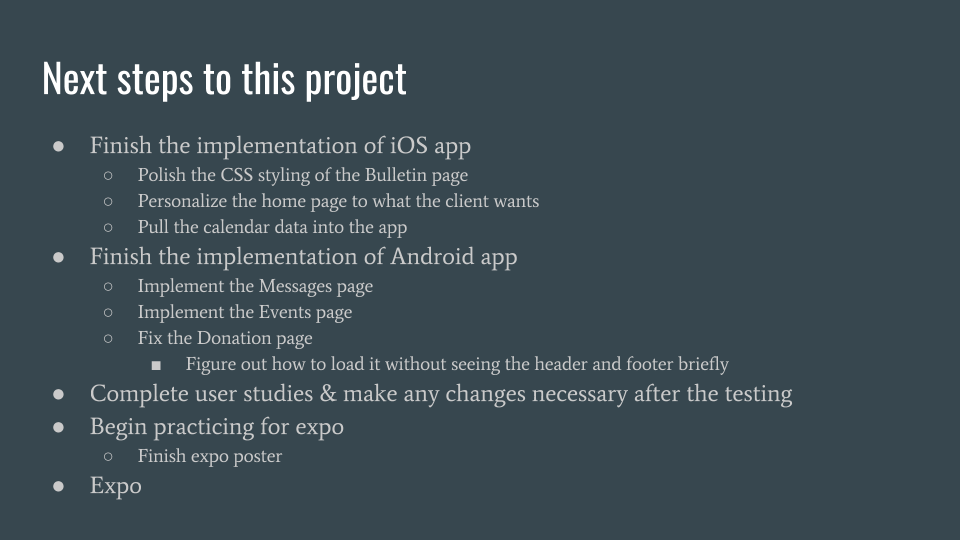 Next steps to this project
● Finish the implementation of iOS app
○ Polish the CSS styling of the Bulletin page
○ Personalize the home page to what the client wants
○ Pull the calendar data into the app
● Finish the implementation of Android app
○ Implement the Messages page
○ Implement the Events page
○ Fix the Donation page
■ Figure out how to load it without seeing the header and footer briefly
● Complete user studies & make any changes necessary after the testing
● Begin practicing for expo
○ Finish expo poster
● Expo